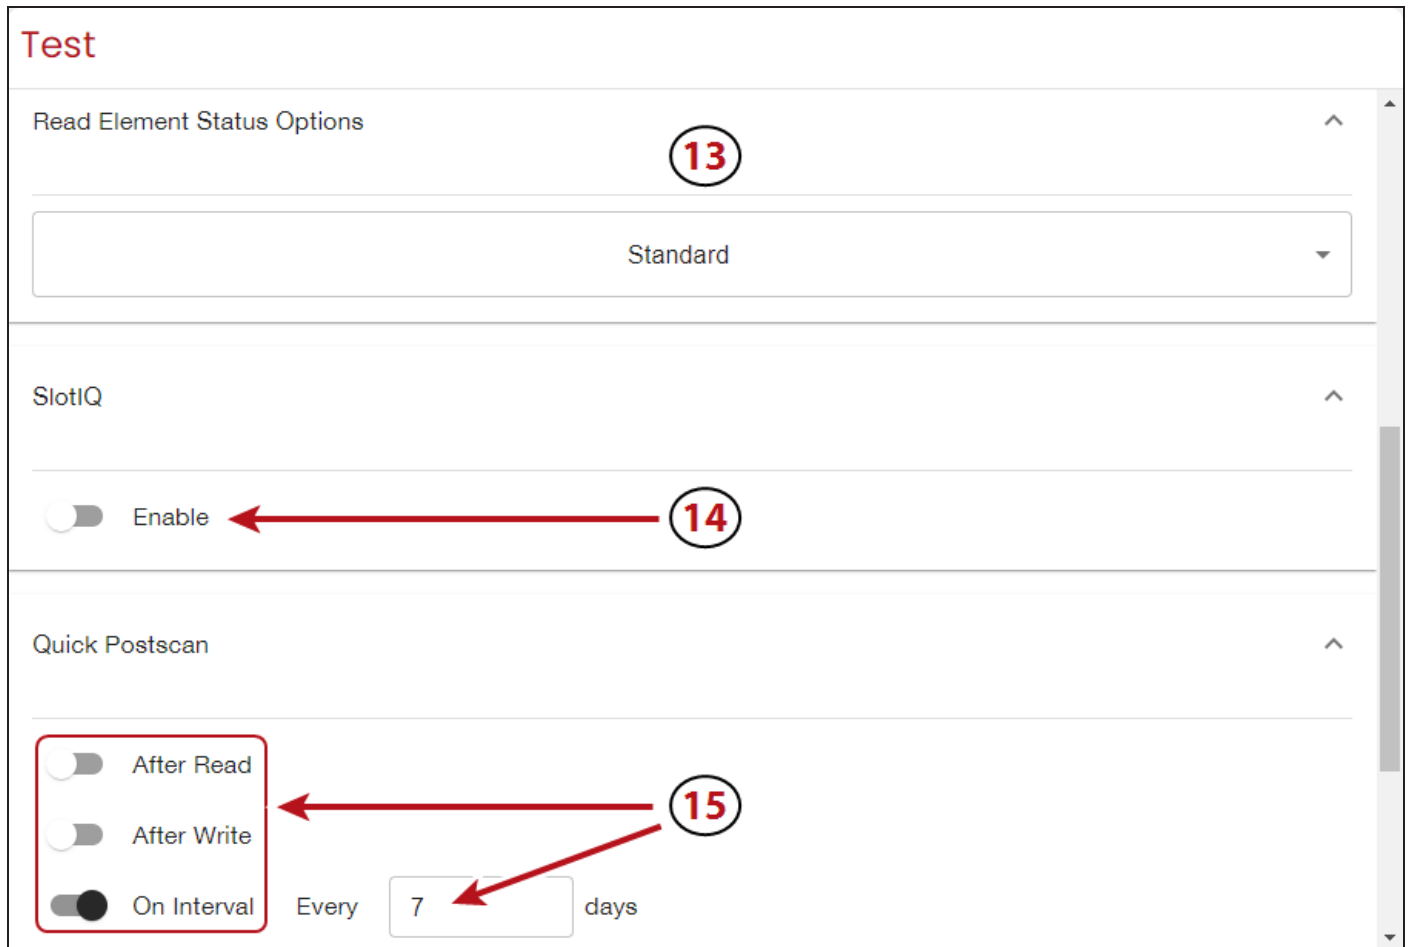 Test
Read Element Status Options
13
Standard
SlotIQ
Enable
14
Quick Postscan
After Read
15
After Write
On Interval Every 7 days